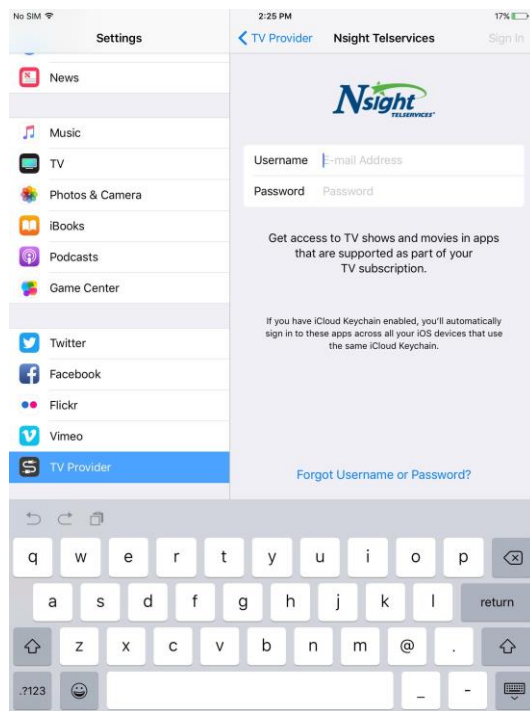 No SIM
2:25 PM
17%
Settings
TV Provider
Nsight Telservices
Sign In
News
Music
TV
Photos & Camera
iBooks
Podcasts
Game Center
Twitter
Facebook
Flickr
Vimeo
TV Provider
Nsight
TELSERVICES
Username E-mail Address
Password Password
Get access to TV shows and movies in apps
that are supported as part of your
TV subscription.
If you have iCloud Keychain enabled, you'll automatically
sign in to these apps across all your iOS devices that use
the same iCloud Keychain.
Forgot Username or Password?
q w e r t y u i o p
a s d f g h j k l return
z x c v b n m @ .
.?123 _ -